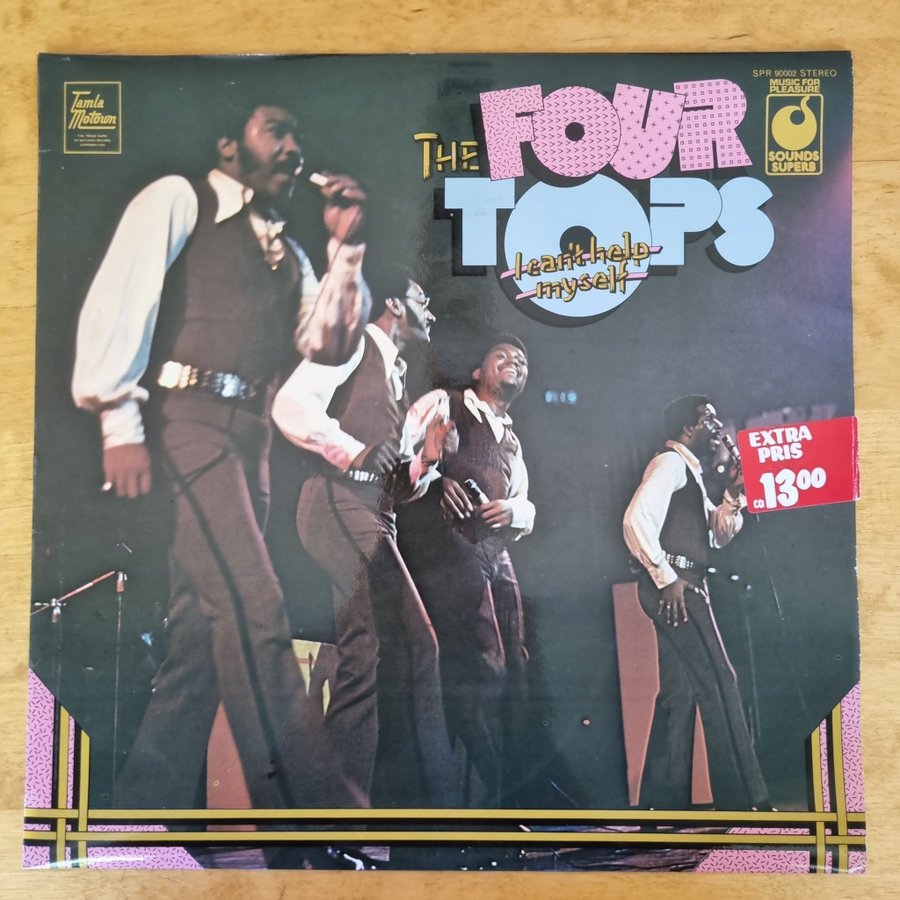 Tamla
Motown
THE TRADE MARK
OF MOTOWN RECORD
CORPORATION.
THE FOUR
TOPS
I can't help
myself
SPR 90002 STEREO
MUSIC FOR
PLEASURE
SOUNDS
SUPERB
EXTRA
PRIS
ca 13 00